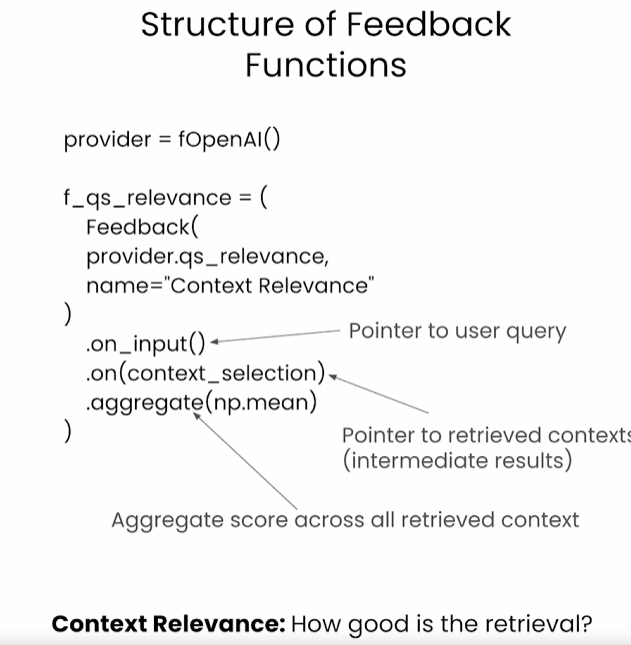 Structure of Feedback
Functions
provider = fOpenAI()
f_qs_relevance = (
Feedback(
provider.qs_relevance,
name="Context Relevance"
)
.on_input()
Pointer to user query
.on(context_selection)
.aggregate(np.mean)
)
Pointer to retrieved contexts
(intermediate results)
Aggregate score across all retrieved context
Context Relevance: How good is the retrieval?